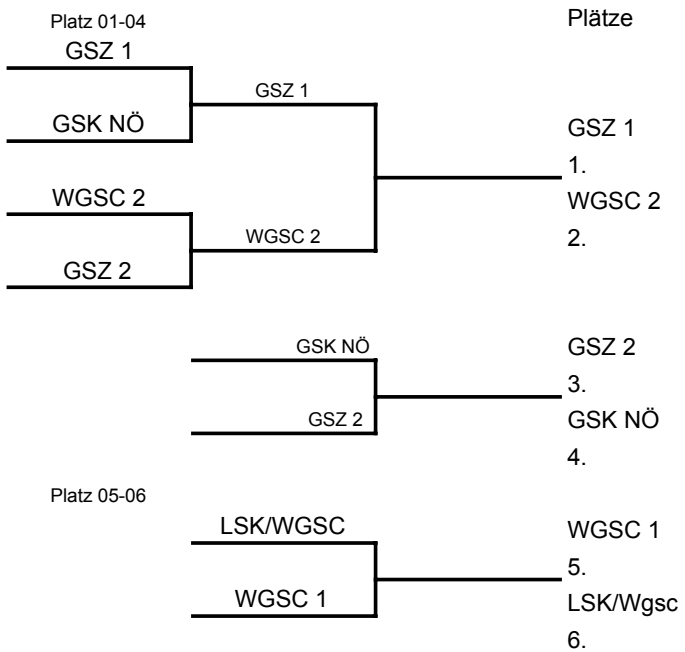 Platz 01-04
Plätze
GSZ 1
GSZ 1
GSK NÖ
GSZ 1
1.
WGSC 2
WGSC 2
WGSC 2
2.
GSZ 2
GSK NÖ
GSZ 2
3.
GSZ 2
GSK NÖ
4.
Platz 05-06
LSK/WGSC
WGSC 1
5.
WGSC 1
LSK/Wgsc
6.